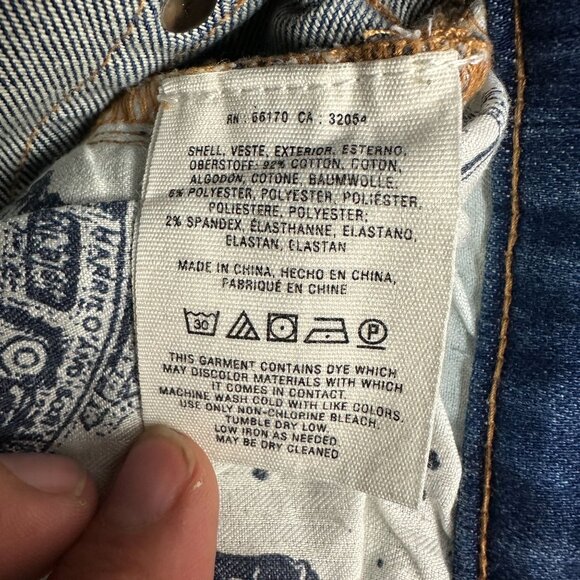 RN : 66170 CA : 32054
SHELL, VESTE, EXTERIOR, ESTERNO,
OBERSTOFF: 92% COTTON, COTON,
ALGODON, COTONE, BAUMWOLLE;
6% POLYESTER, POLYESTER, POLIÉSTER,
POLIESTERE, POLYESTER;
2% SPANDEX, ÉLASTHANNE, ELASTANO,
ELASTAN, ELASTAN
MADE IN CHINA, HECHO EN CHINA,
FABRIQUÉ EN CHINE
30 P
THIS GARMENT CONTAINS DYE WHICH
MAY DISCOLOR MATERIALS WITH WHICH
IT COMES IN CONTACT.
MACHINE WASH COLD WITH LIKE COLORS.
USE ONLY NON-CHLORINE BLEACH.
TUMBLE DRY LOW.
LOW IRON AS NEEDED
MAY BE DRY CLEANED